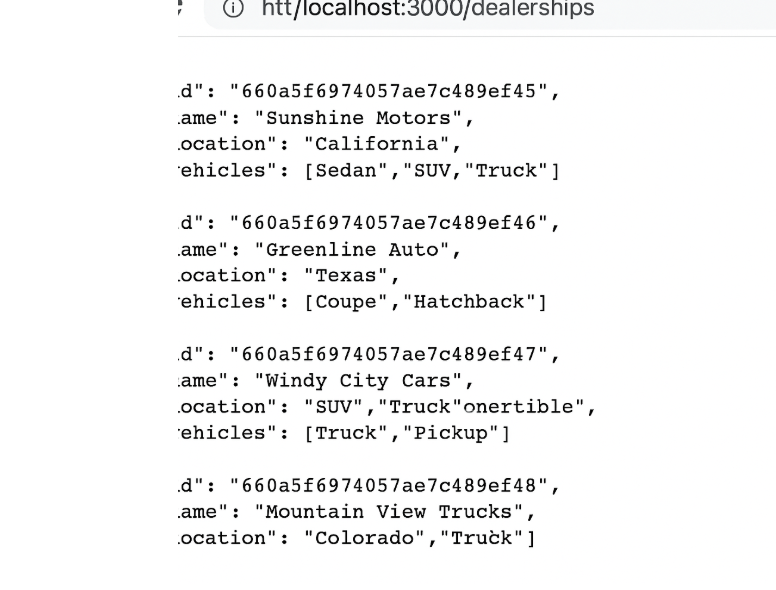 htt/localhost:3000/dealerships
d": "660a5f6974057ae7c489ef45",
ame": "Sunshine Motors",
ocation": "California",
ehicles": [Sedan","SUV,"Truck"]
d": "660a5f6974057ae7c489ef46",
ame": "Greenline Auto",
ocation": "Texas",
ehicles": [Coupe","Hatchback"]
d": "660a5f6974057ae7c489ef47",
ame": "Windy City Cars",
ocation": "SUV","Truck"onertible",
ehicles": [Truck","Pickup"]
d": "660a5f6974057ae7c489ef48",
ame": "Mountain View Trucks",
ocation": "Colorado","Truck"]